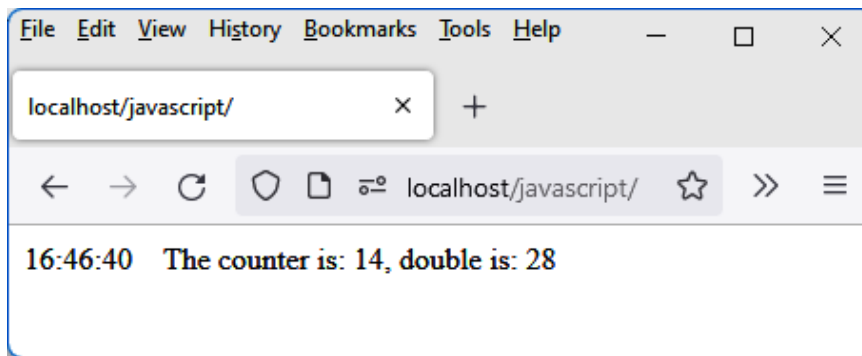 File Edit View History Bookmarks Tools Help
localhost/javascript/
localhost/javascript/
16:46:40 The counter is: 14, double is: 28